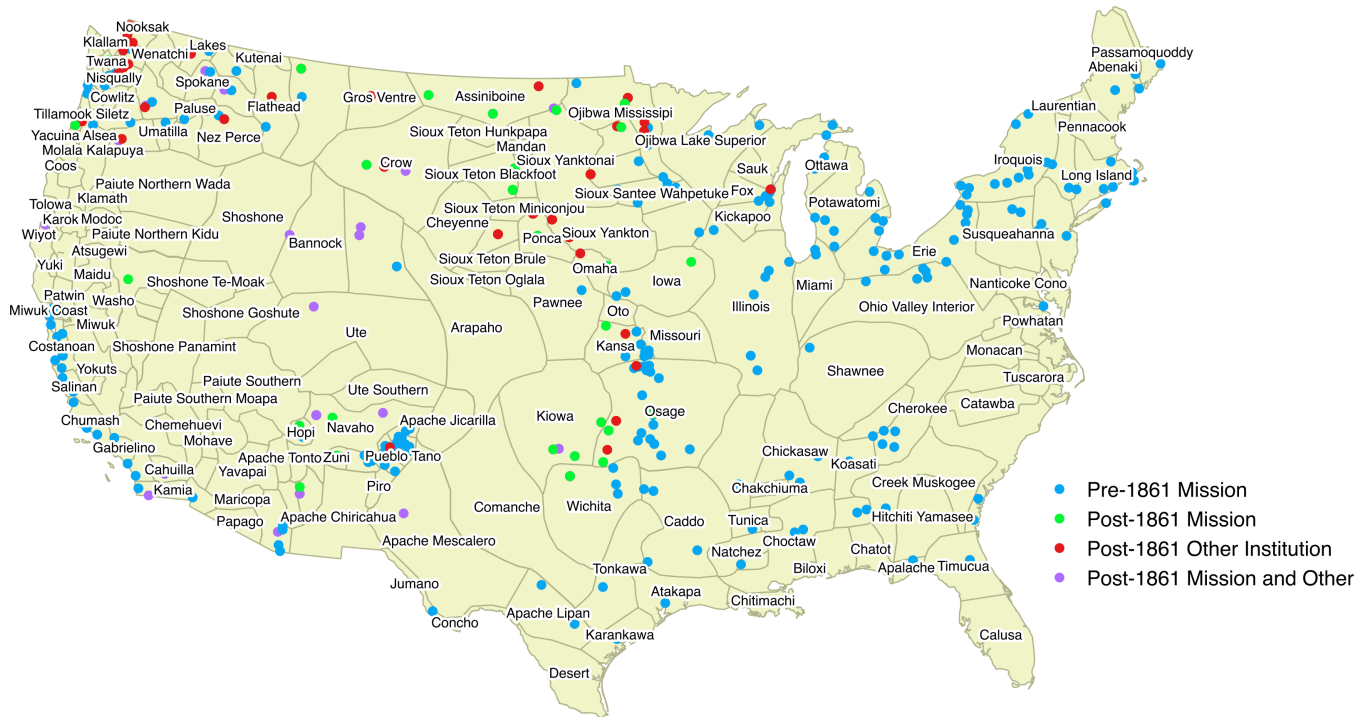 Nooksak
Klallam
Wenatchi
Lakes
Twana
Kutenai
Nisqually
Spokane
Cowlitz
Tillamook Siletz
Paluse
Flathead
Yacuina Alsea
Umatilla
Nez Perce
Molala Kalapuya
Coos
Gros Ventre
Assiniboine
Ojibwa Mississipi
Sioux Teton Hunkpapa
Mandan
Ojibwa Lake Superior
Crow
Sioux Yanktonai
Sioux Teton Blackfoot
Sioux Santee Wahpetuke
Sauk
Fox
Ottawa
Potawatomi
Kickapoo
Passamoquoddy
Abenaki
Laurentian
Pennacook
Iroquois
Long Island
Paiute Northern Wada
Klamath
Tolowa
Karok
Modoc
Shoshone
Wiyot
Paiute Northern Kidu
Bannock
Atsugewi
Yuki
Maidu
Shoshone Te-Moak
Sioux Teton Miniconjou
Cheyenne
Ponca
Sioux Yankton
Sioux Teton Brule
Omaha
Sioux Teton Oglala
Iowa
Pawnee
Oto
Illinois
Miami
Erie
Susquehanna
Nanticoke Cono
Ohio Valley Interior
Powhatan
Patwin
Washo
Miwuk Coast
Miwuk
Shoshone Goshute
Costanoan
Shoshone Panamint
Ute
Arapaho
Kansa
Missouri
Monacan
Yokuts
Salinan
Paiute Southern
Ute Southern
Paiute Southern Moapa
Shawnee
Tuscarora
Catawba
Cherokee
Chumash
Chemehuevi
Hopi
Navaho
Apache Jicarilla
Kiowa
Osage
Mohave
Gabrielino
Apache Tonto
Zuni
Pueblo Tano
Cahuilla
Yavapai
Chickasaw
Koasati
Kamia
Maricopa
Piro
Chakchiuma
Creek Muskogee
Papago
Apache Chiricahua
Comanche
Wichita
Caddo
Tunica
Hitchiti Yamasee
Apache Mescalero
Choctaw
Natchez
Chatot
Tonkawa
Biloxi
Apalache
Timucua
Jumano
Atakapa
Chitimachi
Concho
Apache Lipan
Karankawa
Calusa
Desert
Pre-1861 Mission
Post-1861 Mission
Post-1861 Other Institution
Post-1861 Mission and Other